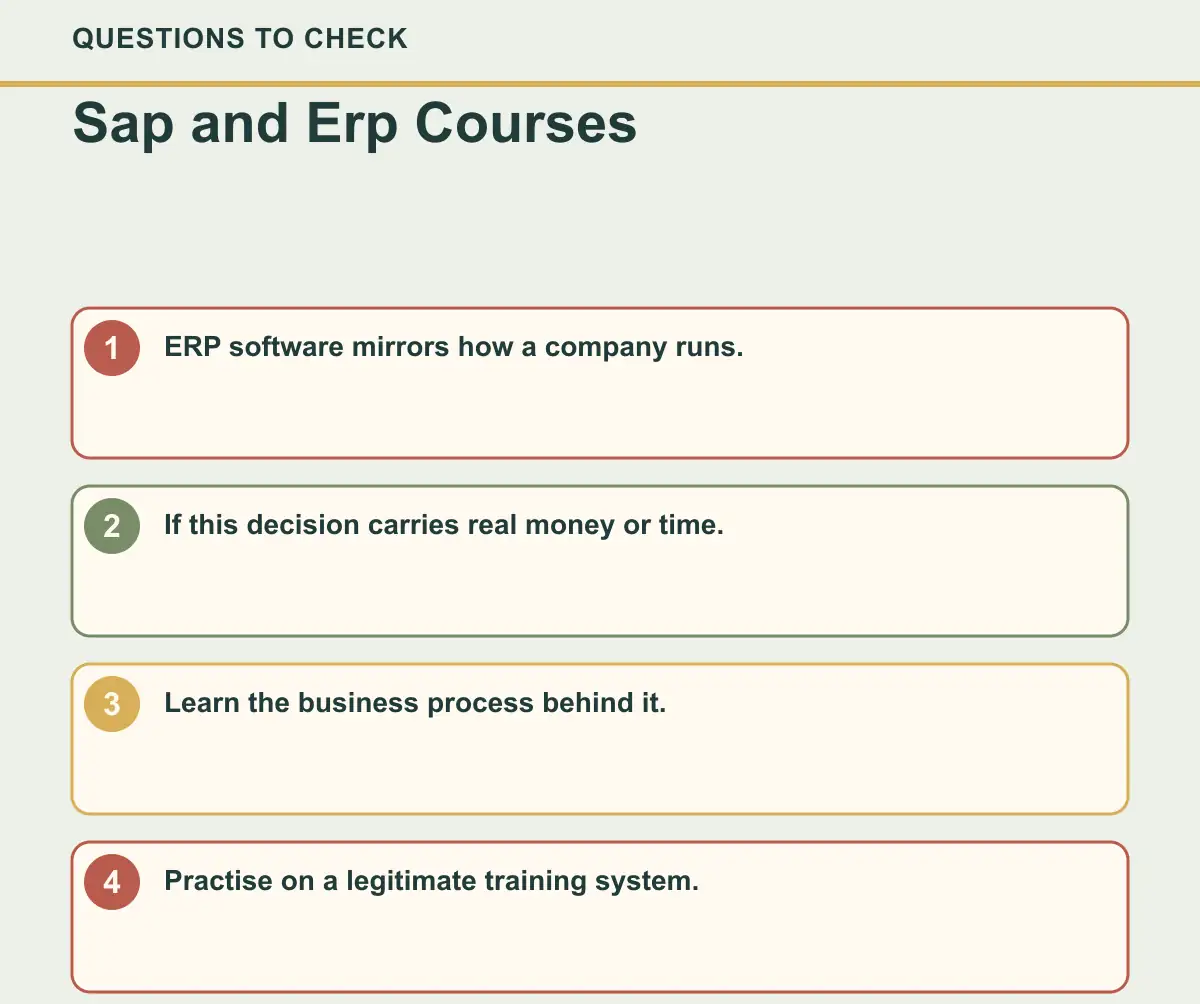 QUESTIONS TO CHECK
Sap and Erp Courses
1 ERP software mirrors how a company runs.
2 If this decision carries real money or time.
3 Learn the business process behind it.
4 Practise on a legitimate training system.